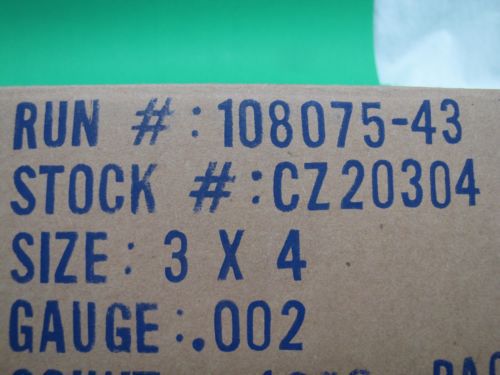 RUN #: 108075-43
STOCK #: CZ20304
SIZE: 3 X 4
GAUGE: .002